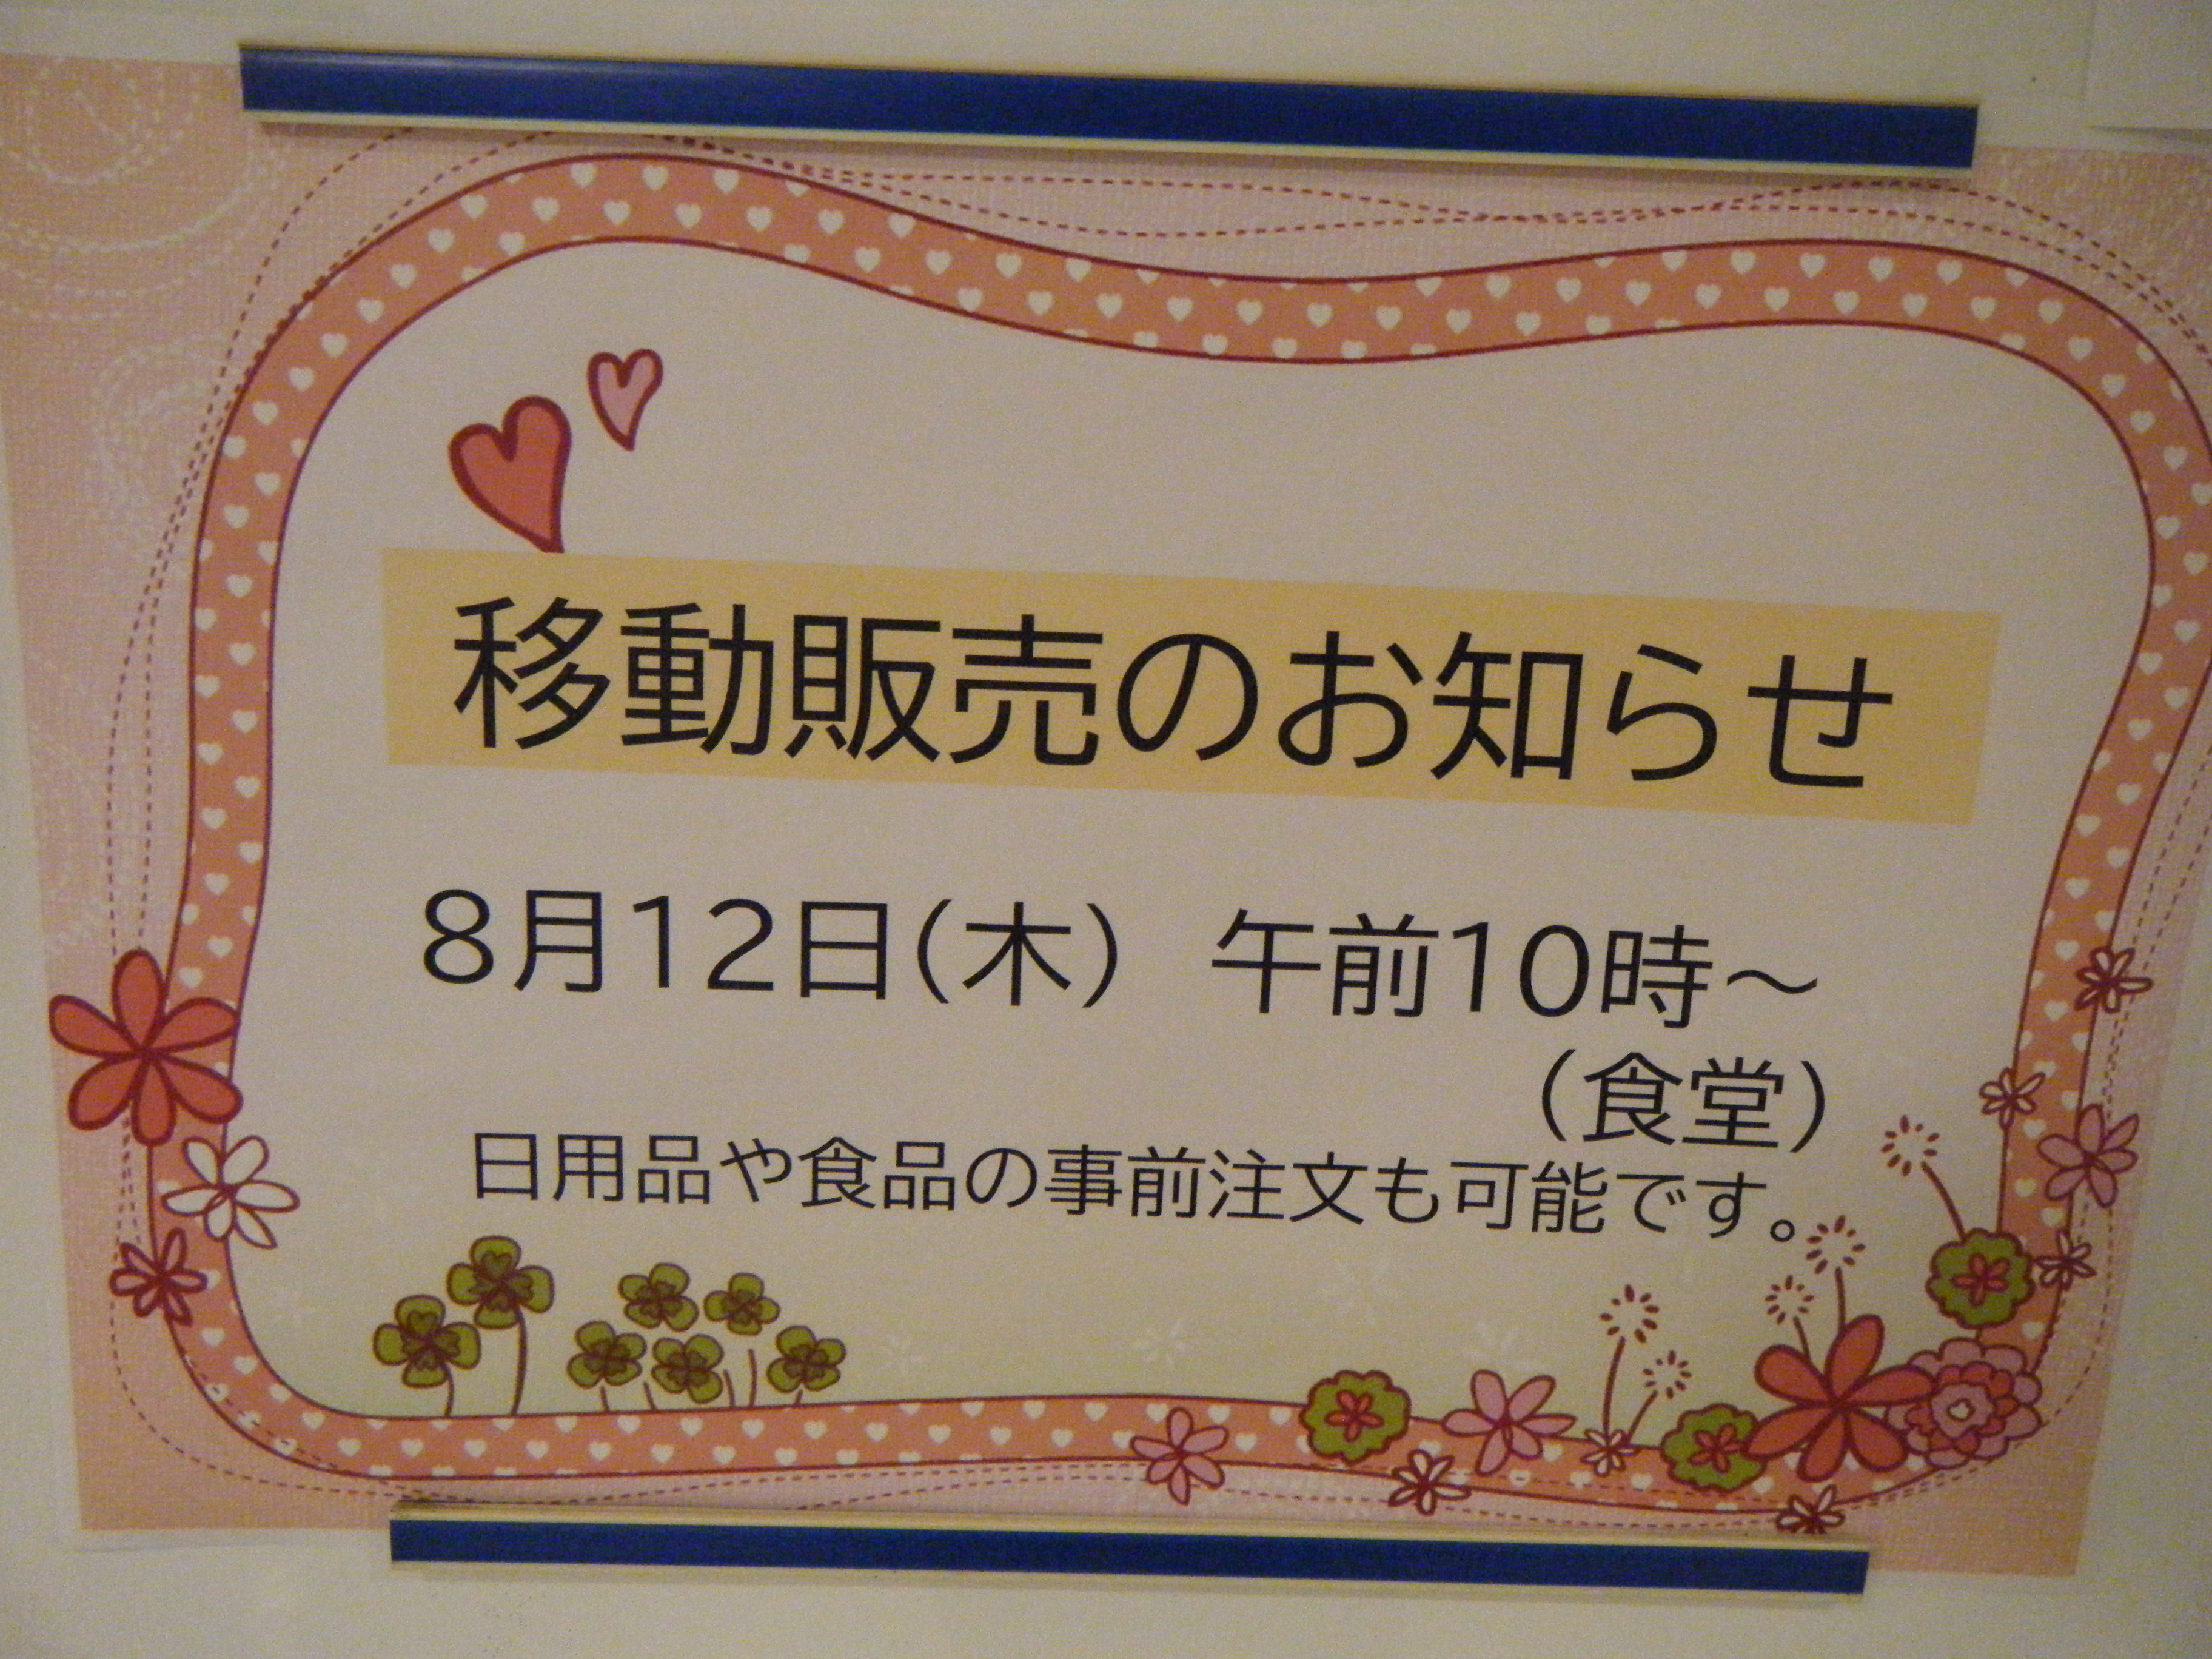 移動販売のお知らせ
8月12日(木) 午前10時～
(食堂)
日用品や食品の事前注文も可能です。